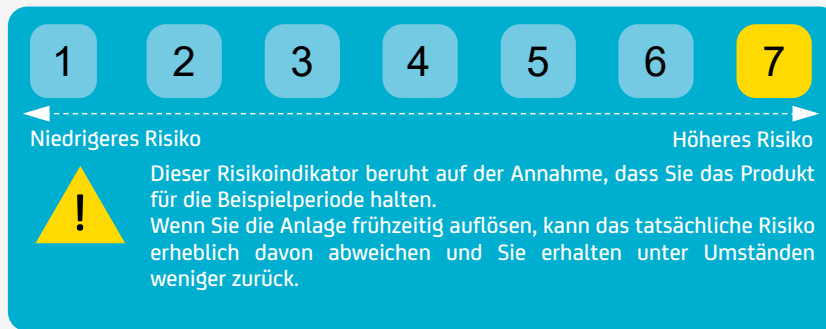 1 2 3 4 5 6 7
Niedrigeres Risiko Höheres Risiko
!
Dieser Risikoindikator beruht auf der Annahme, dass Sie das Produkt
für die Beispielperiode halten.
Wenn Sie die Anlage frühzeitig auflösen, kann das tatsächliche Risiko
erheblich davon abweichen und Sie erhalten unter Umständen
weniger zurück.